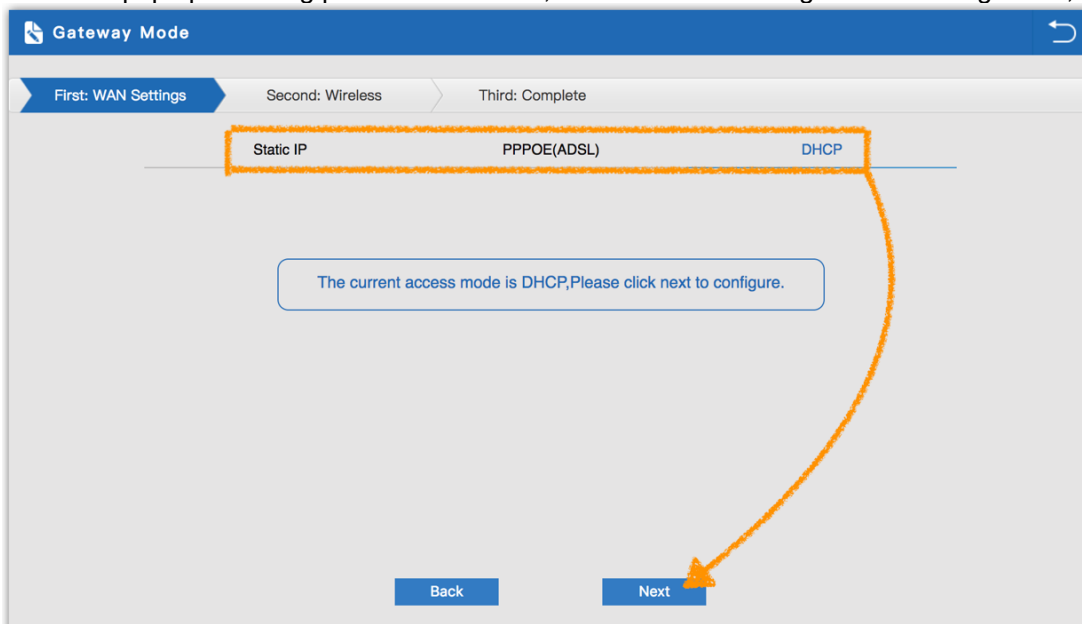 Gateway Mode
First: WAN Settings Second: Wireless Third: Complete
Static IP PPPOE(ADSL) DHCP
The current access mode is DHCP,Please click next to configure.
Back Next